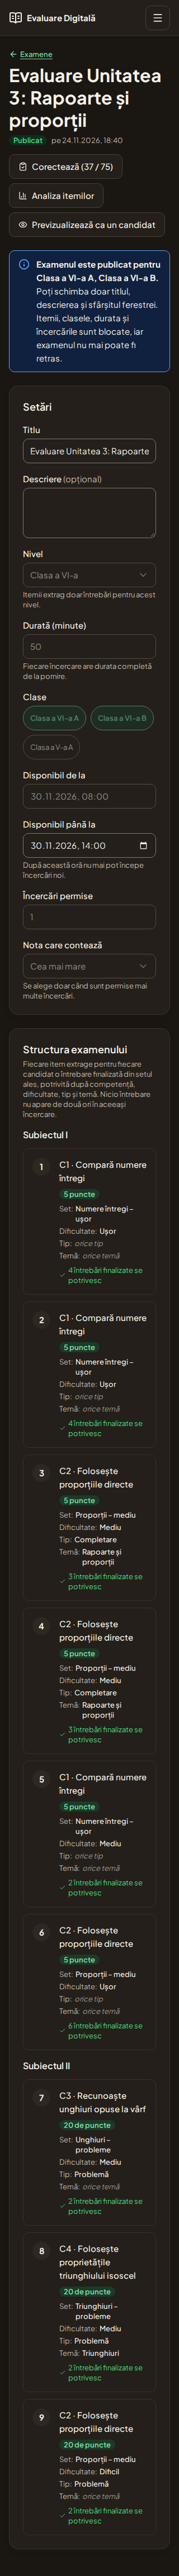 Evaluare Digitală
Examene
Evaluare Unitatea
3: Rapoarte și
proporții
Publicat pe 24.11.2026, 18:40
Corectează (37 / 75)
Analiza itemilor
Previzualizează ca un candidat
Examenul este publicat pentru
Clasa a VI-a A, Clasa a VI-a B.
Poți schimba doar titlul,
descrierea și sfârșitul ferestrei.
Itemii, clasele, durata și
încercările sunt blocate, iar
examenul nu mai poate fi
retras.
Setări
Titlu
Evaluare Unitatea 3: Rapoarte
Descriere (opțional)
Nivel
Clasa a VI-a
Itemii extrag doar întrebări pentru acest
nivel.
Durată (minute)
50
Fiecare încercare are durata completă
de la pornire.
Clase
Clasa a VI-a A
Clasa a VI-a B
Clasa a V-a A
Disponibil de la
30.11.2026, 08:00
Disponibil până la
30.11.2026, 14:00
După această oră nu mai pot începe
încercări noi.
Încercări permise
1
Nota care contează
Cea mai mare
Se alege doar când sunt permise mai
multe încercări.
Structura examenului
Fiecare item extrage pentru fiecare
candidat o întrebare finalizată din setul
ales, potrivită după competență,
dificultate, tip și temă. Nicio întrebare
nu apare de două ori în aceeași
încercare.
Subiectul I
1
C1 · Compară numere
întregi
5 puncte
Set: Numere întregi –
ușor
Dificultate: Ușor
Tip: orice tip
Temă: orice temă
4 întrebări finalizate se
potrivesc
2
C1 · Compară numere
întregi
5 puncte
Set: Numere întregi –
ușor
Dificultate: Ușor
Tip: orice tip
Temă: orice temă
4 întrebări finalizate se
potrivesc
3
C2 · Folosește
proporțiile directe
5 puncte
Set: Proporții – mediu
Dificultate: Mediu
Tip: Completare
Temă: Rapoarte și
proporții
3 întrebări finalizate se
potrivesc
4
C2 · Folosește
proporțiile directe
5 puncte
Set: Proporții – mediu
Dificultate: Mediu
Tip: Completare
Temă: Rapoarte și
proporții
3 întrebări finalizate se
potrivesc
5
C1 · Compară numere
întregi
5 puncte
Set: Numere întregi –
ușor
Dificultate: Mediu
Tip: orice tip
Temă: orice temă
2 întrebări finalizate se
potrivesc
6
C2 · Folosește
proporțiile directe
5 puncte
Set: Proporții – mediu
Dificultate: Ușor
Tip: orice tip
Temă: orice temă
6 întrebări finalizate se
potrivesc
Subiectul II
7
C3 · Recunoaște
unghiuri opuse la vârf
20 de puncte
Set: Unghiuri –
probleme
Dificultate: Mediu
Tip: Problemă
Temă: orice temă
2 întrebări finalizate se
potrivesc
8
C4 · Folosește
proprietățile
triunghiului isoscel
20 de puncte
Set: Triunghiuri –
probleme
Dificultate: Mediu
Tip: Problemă
Temă: Triunghiuri
2 întrebări finalizate se
potrivesc
9
C2 · Folosește
proporțiile directe
20 de puncte
Set: Proporții – mediu
Dificultate: Dificil
Tip: Problemă
Temă: orice temă
2 întrebări finalizate se
potrivesc